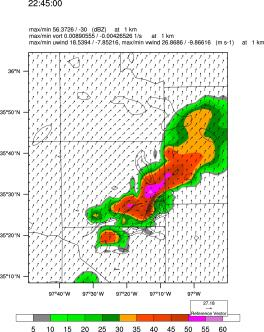 22:45:00
max/min 56.3726 / -30 (dBZ) at 1 km
max/min vort 0.00890555 / -0.00426526 1/s at 1 km
max/min uwind 18.5394 / -7.85216, max/min vwind 26.8686 / -9.86616 (m s-1) at 1 km
36°N
35°50'N
35°40'N
35°30'N
35°20'N
35°10'N
97°40'W 97°30'W 97°20'W 97°10'W 97°W
27.18
Reference Vector
5 10 15 20 25 30 35 40 45 50 55 60